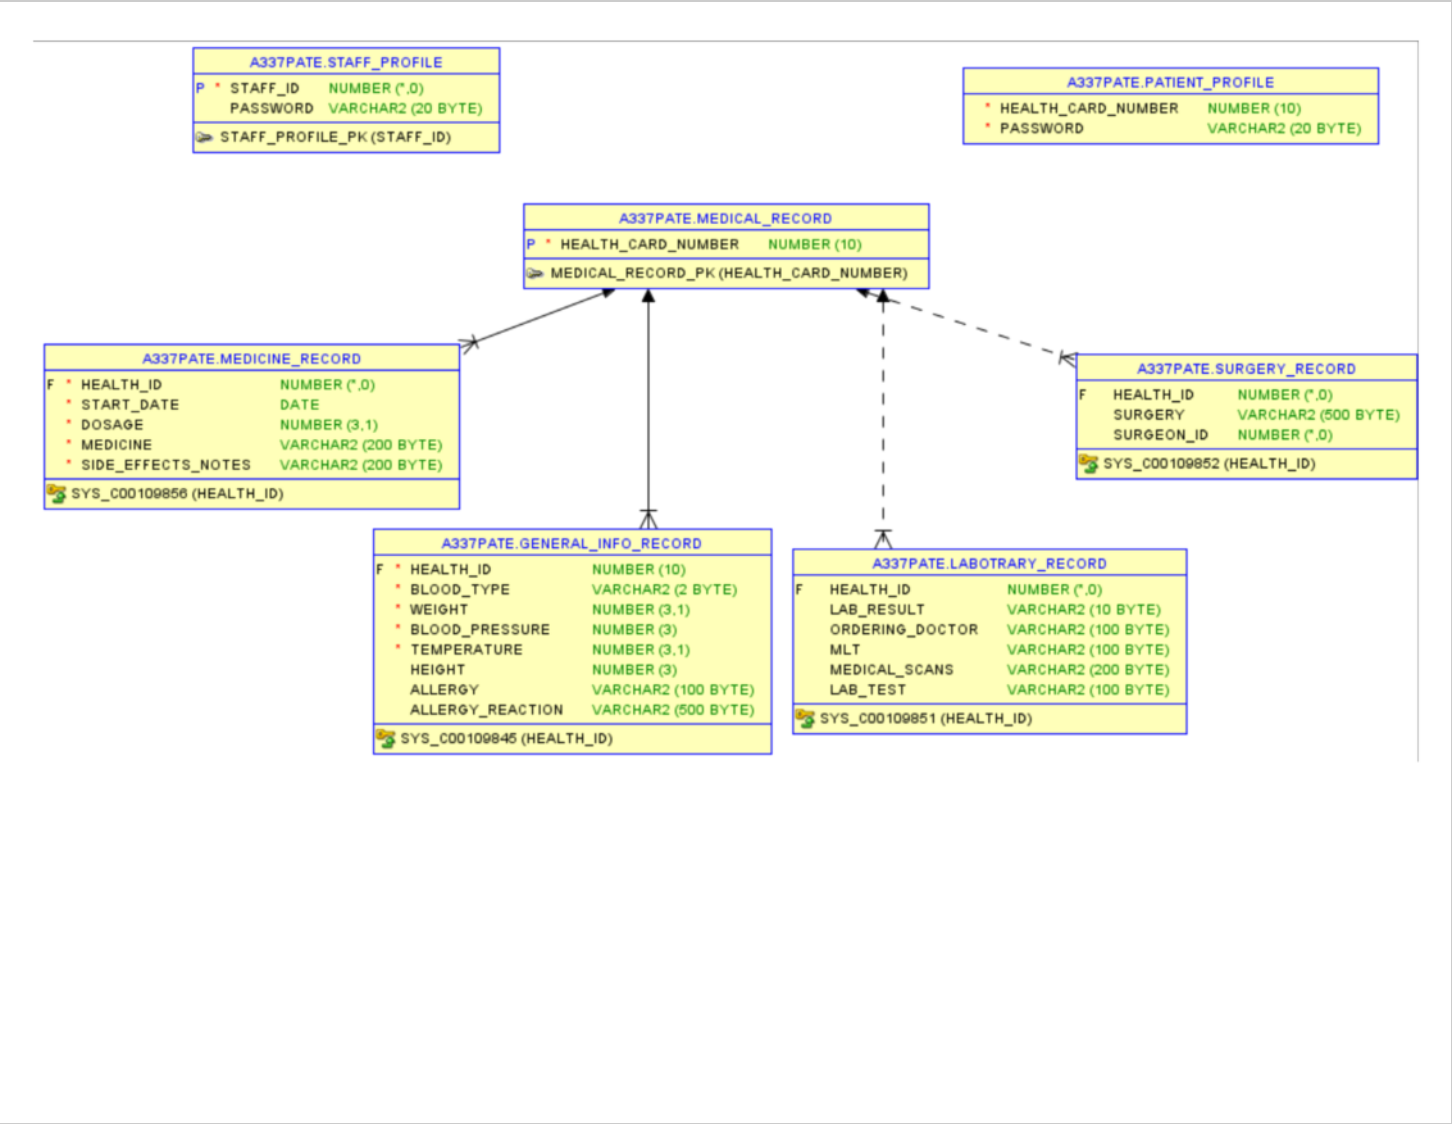 A337PATE.STAFF_PROFILE
P * STAFF_ID NUMBER (*,0)
PASSWORD VARCHAR2 (20 BYTE)
STAFF_PROFILE_PK (STAFF_ID)
A337PATE.PATIENT_PROFILE
* HEALTH_CARD_NUMBER NUMBER (10)
* PASSWORD VARCHAR2 (20 BYTE)
A337PATE.MEDICAL_RECORD
P * HEALTH_CARD_NUMBER NUMBER (10)
MEDICAL_RECORD_PK (HEALTH_CARD_NUMBER)
A337PATE.MEDICINE_RECORD
F * HEALTH_ID NUMBER (*,0)
* START_DATE DATE
* DOSAGE NUMBER (3,1)
* MEDICINE VARCHAR2 (200 BYTE)
* SIDE_EFFECTS_NOTES VARCHAR2 (200 BYTE)
SYS_C00109856 (HEALTH_ID)
A337PATE.SURGERY_RECORD
F HEALTH_ID NUMBER (*,0)
SURGERY VARCHAR2 (500 BYTE)
SURGEON_ID NUMBER (*,0)
SYS_C00109852 (HEALTH_ID)
A337PATE.GENERAL_INFO_RECORD
F * HEALTH_ID NUMBER (10)
* BLOOD_TYPE VARCHAR2 (2 BYTE)
* WEIGHT NUMBER (3,1)
* BLOOD_PRESSURE NUMBER (3)
* TEMPERATURE NUMBER (3,1)
HEIGHT NUMBER (3)
ALLERGY VARCHAR2 (100 BYTE)
ALLERGY_REACTION VARCHAR2 (500 BYTE)
SYS_C00109845 (HEALTH_ID)
A337PATE.LABOTRARY_RECORD
F HEALTH_ID NUMBER (*,0)
LAB_RESULT VARCHAR2 (10 BYTE)
ORDERING_DOCTOR VARCHAR2 (100 BYTE)
MLT VARCHAR2 (100 BYTE)
MEDICAL_SCANS VARCHAR2 (200 BYTE)
LAB_TEST VARCHAR2 (100 BYTE)
SYS_C00109851 (HEALTH_ID)